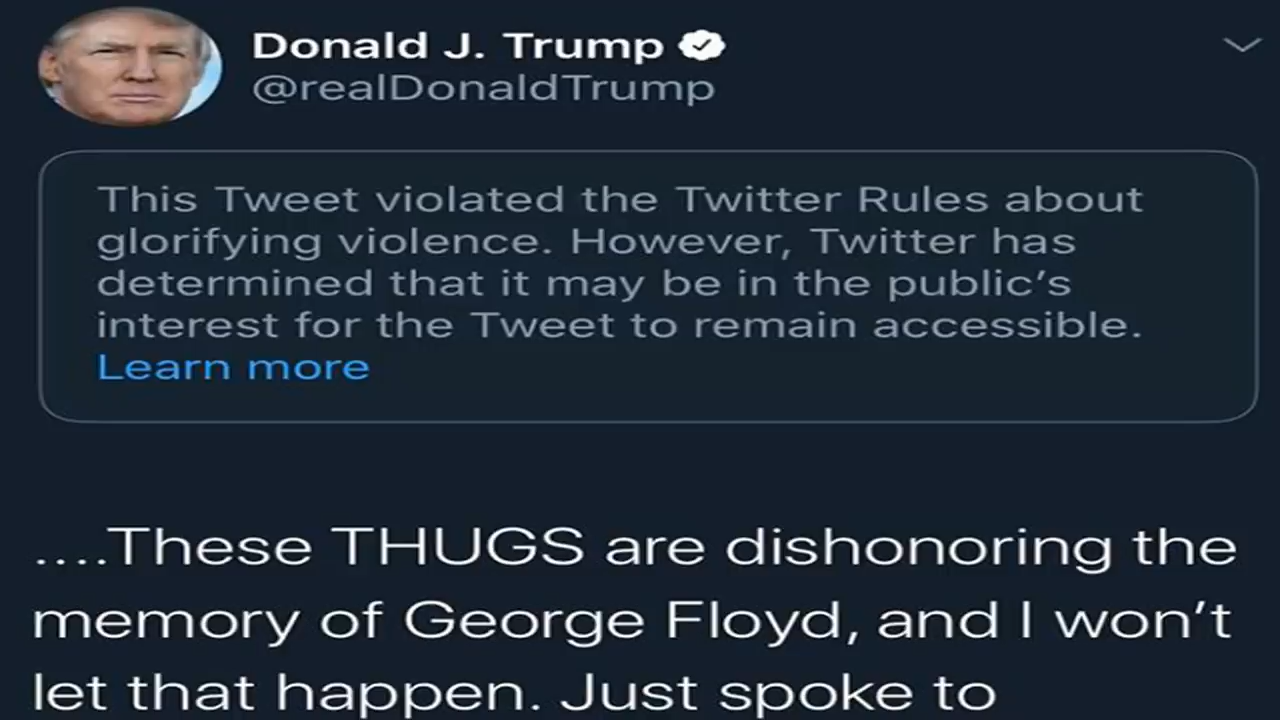 Donald J. Trump
@realDonaldTrump
This Tweet violated the Twitter Rules about
glorifying violence. However, Twitter has
determined that it may be in the public’s
interest for the Tweet to remain accessible.
Learn more
....These THUGS are dishonoring the
memory of George Floyd, and I won’t
let that happen. Just spoke to